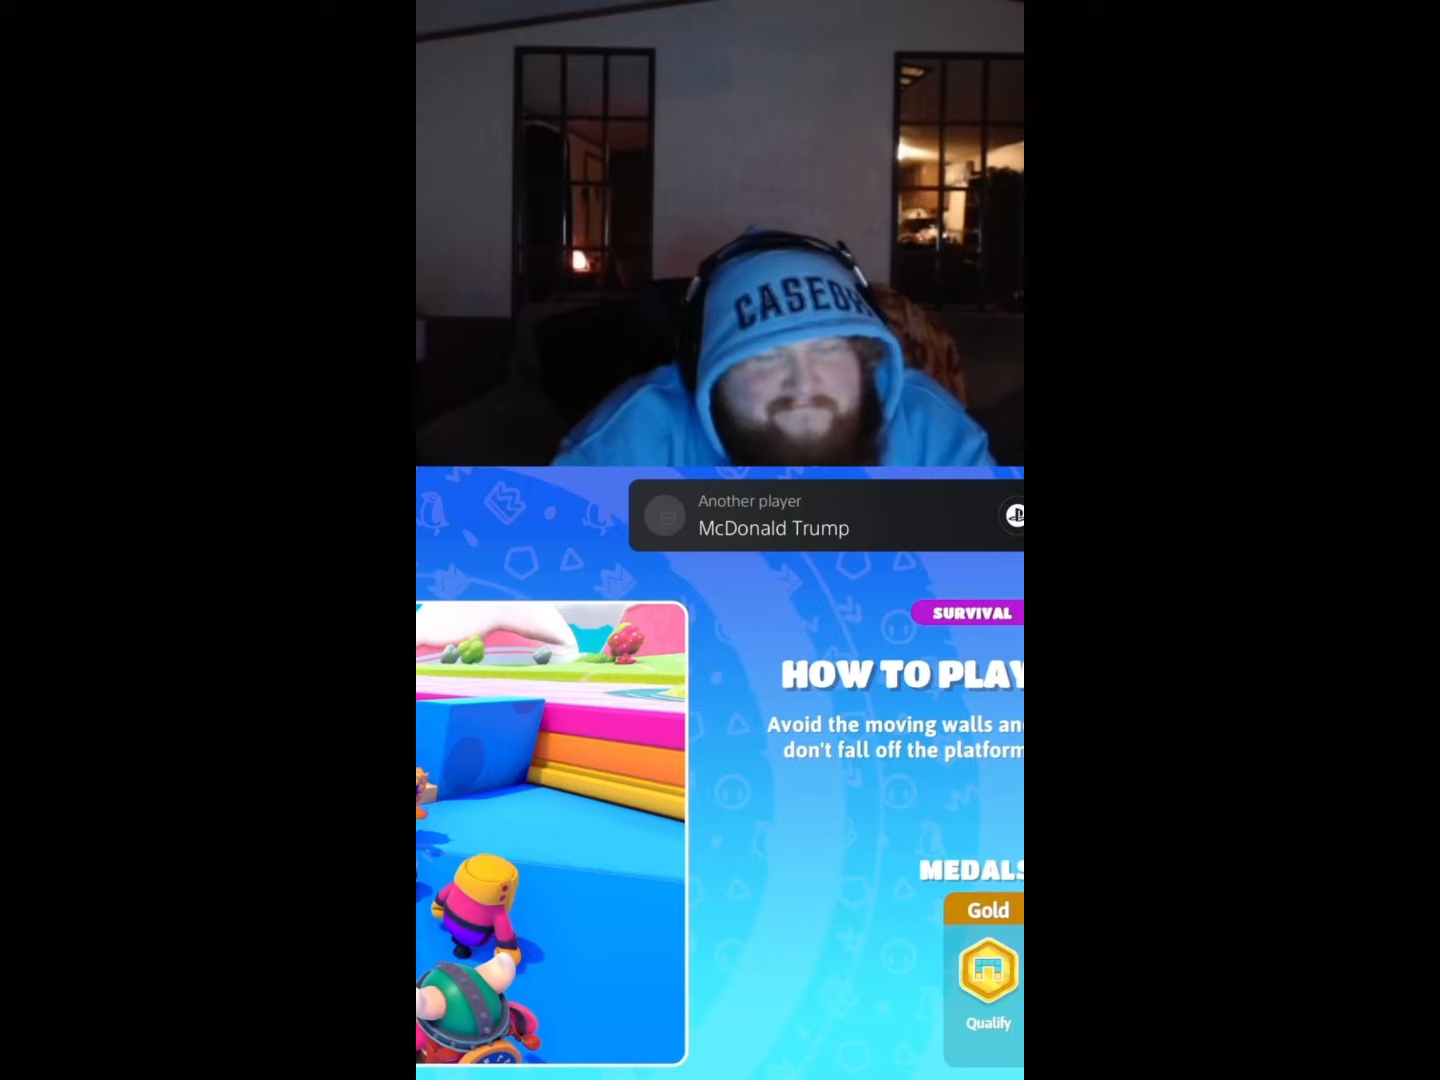 CASEOH
Another player
McDonald Trump
SURVIVAL
HOW TO PLAY
Avoid the moving walls an
don't fall off the platform
MEDALS
Gold
Qualify